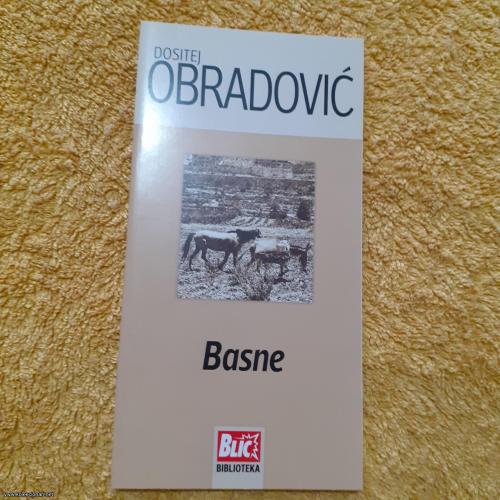 DOSITEJ
OBRADOVIĆ
Basne
BLIC
BIBLIOTEKA